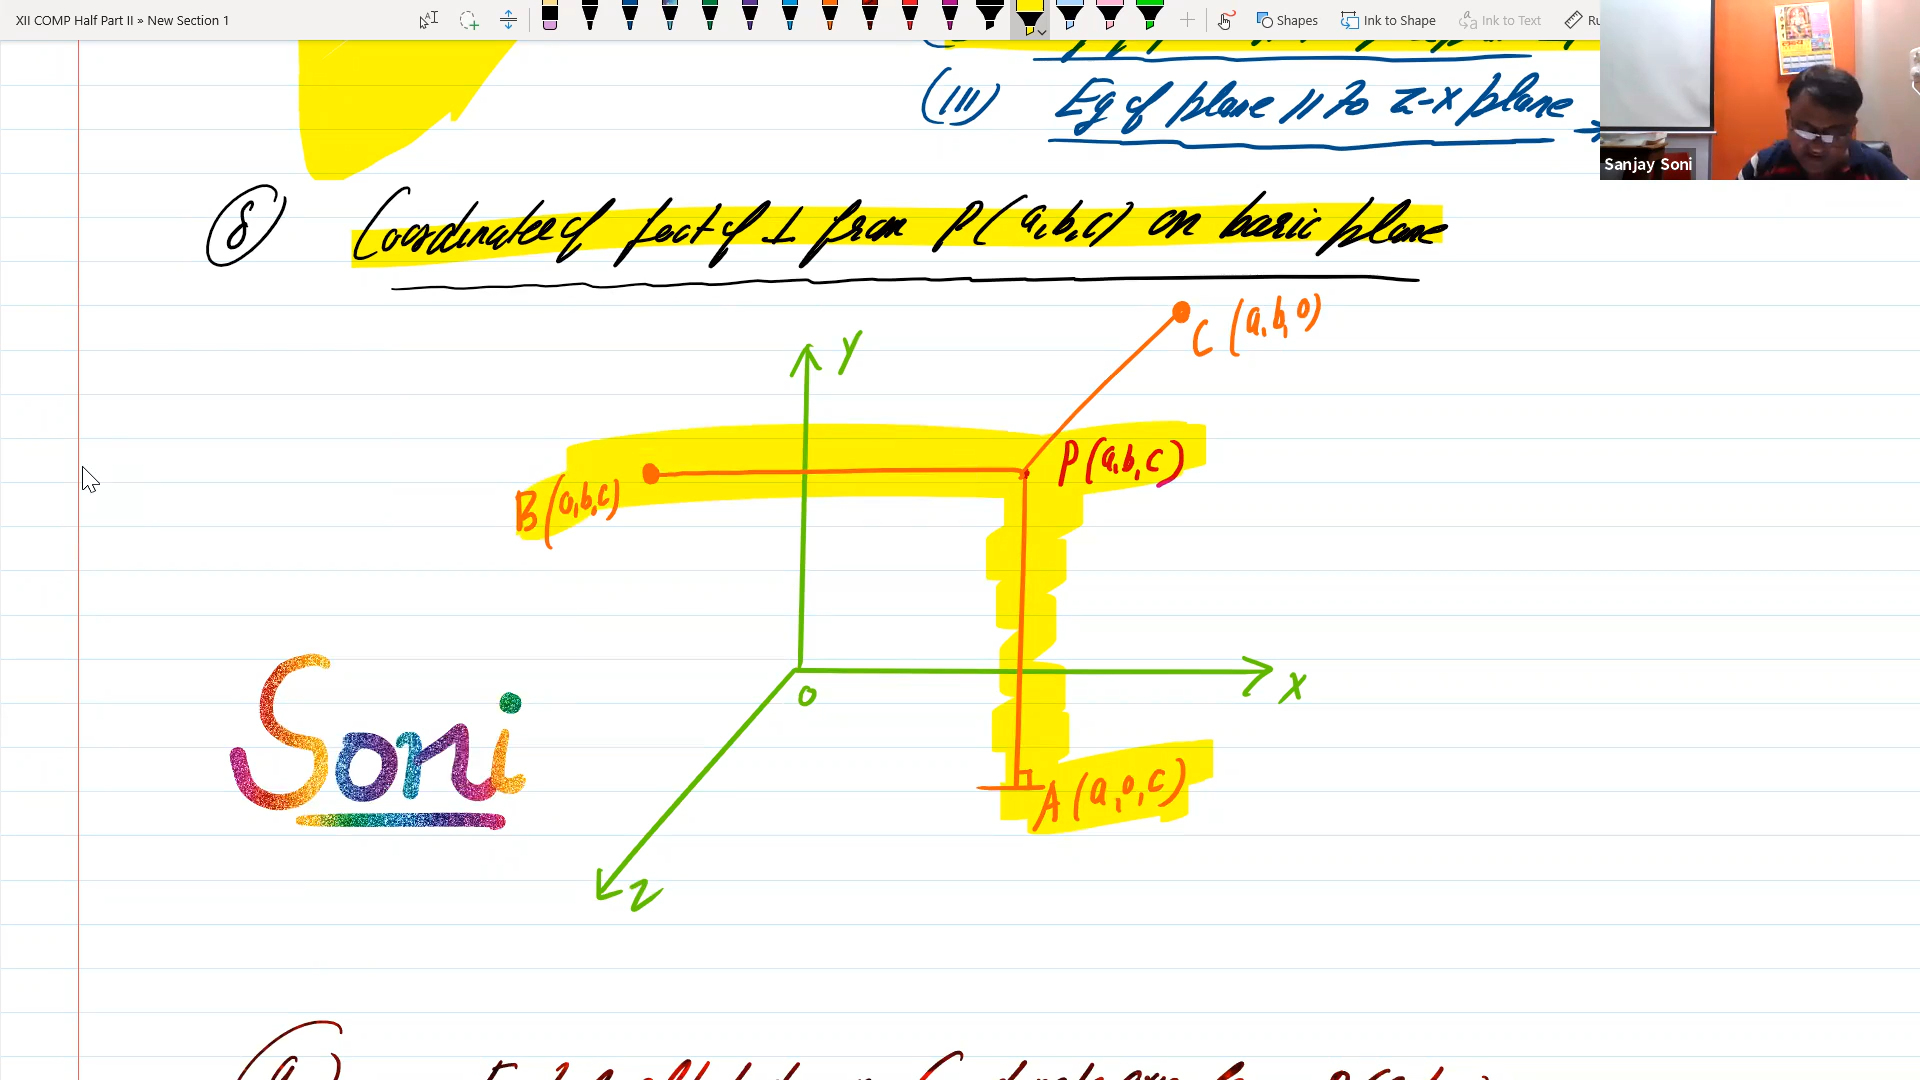 XII COMP Half Part II » New Section 1
Shapes
Ink to Shape
Ink to Text
Ru
(III) Eq of plane || to Z-X plane →
Sanjay Soni
8 Coordinates of foot of ⊥ from P(a,b,c) on basic plane
C (a,b,0)
Y
P(a,b,c)
B(0,b,c)
X
O
Soni
A(a,0,c)
Z